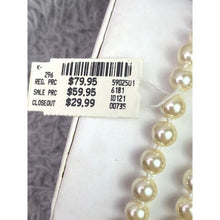 K-
296
REG. PRC $79.95 5902501
SALE PRC $59.95 6181
CLOSEOUT $29.99 10121
00735